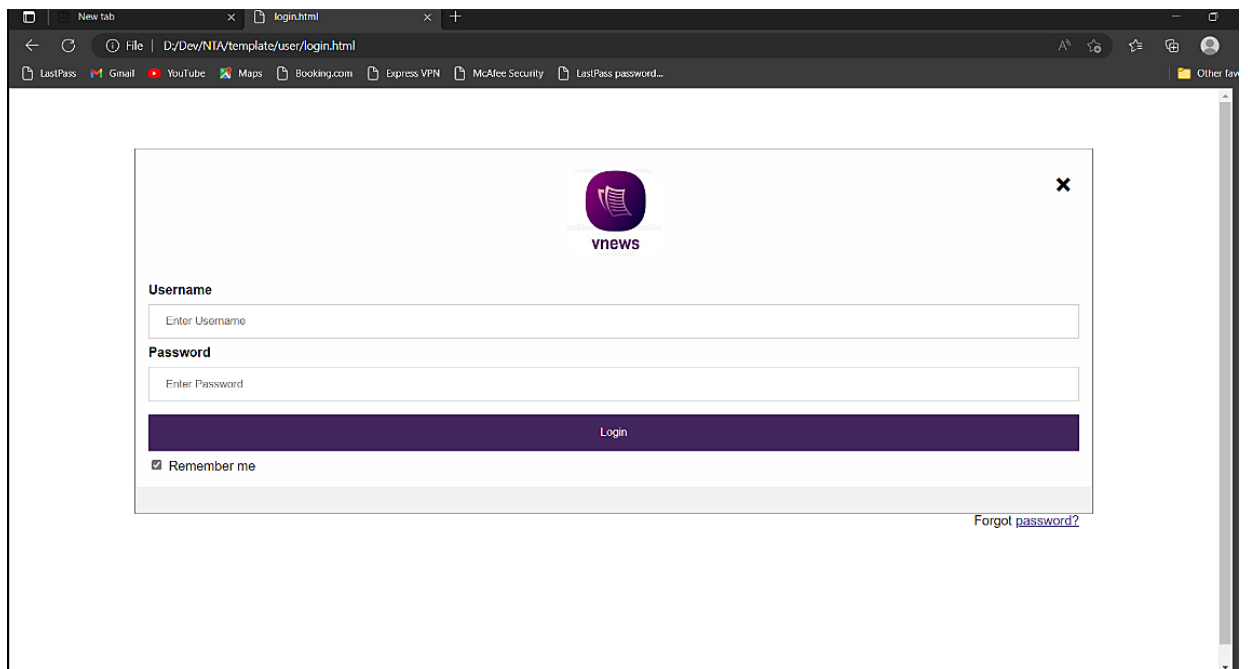 New tab
login.html
File | D:/Dev/NTA/template/user/login.html
LastPass Gmail YouTube Maps Booking.com Express VPN McAfee Security LastPass password... Other fav
vnews
Username
Enter Username
Password
Enter Password
Login
Remember me
Forgot password?